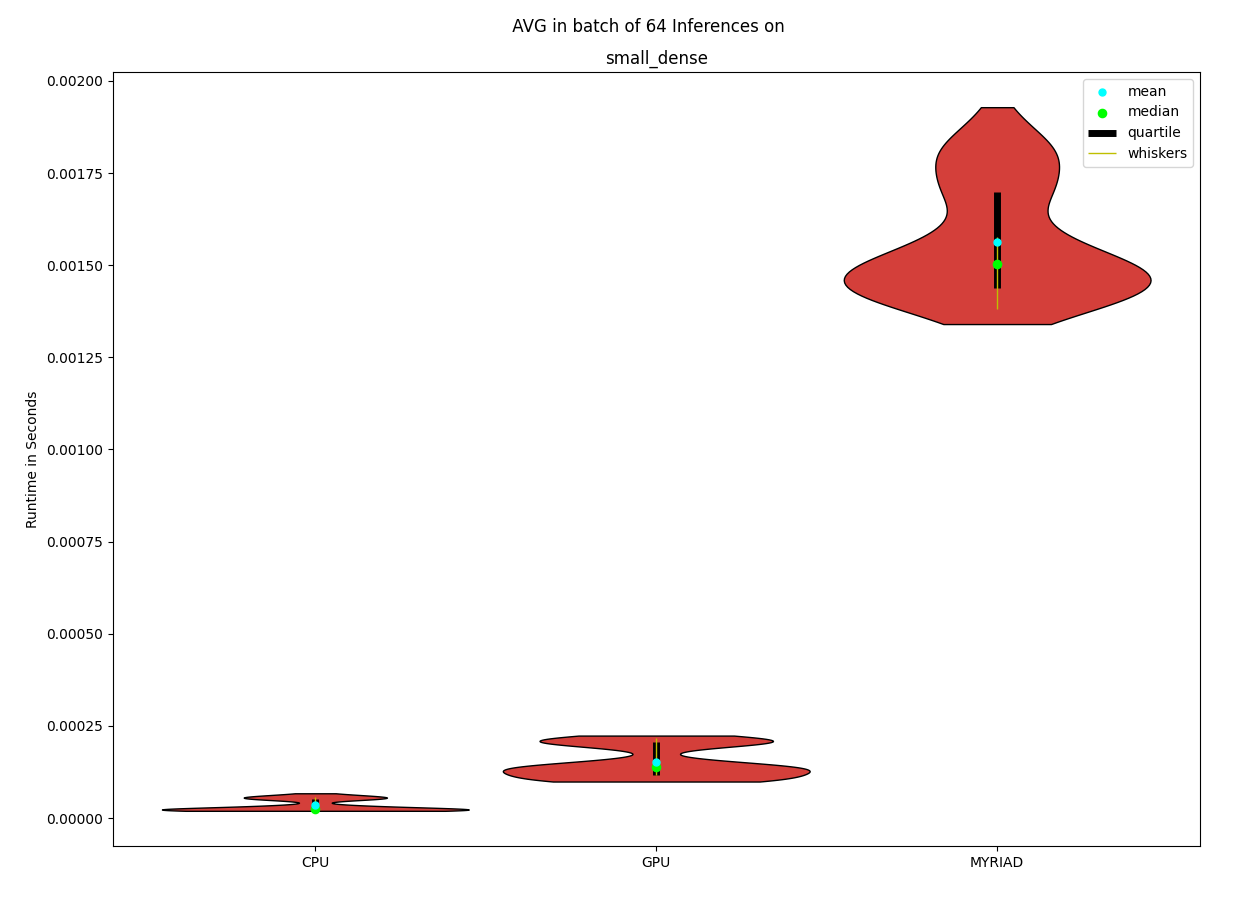 AVG in batch of 64 Inferences on
small_dense
0.00200
0.00175
0.00150
0.00125
0.00100
0.00075
0.00050
0.00025
0.00000
Runtime in Seconds
mean
median
quartile
whiskers
CPU
GPU
MYRIAD